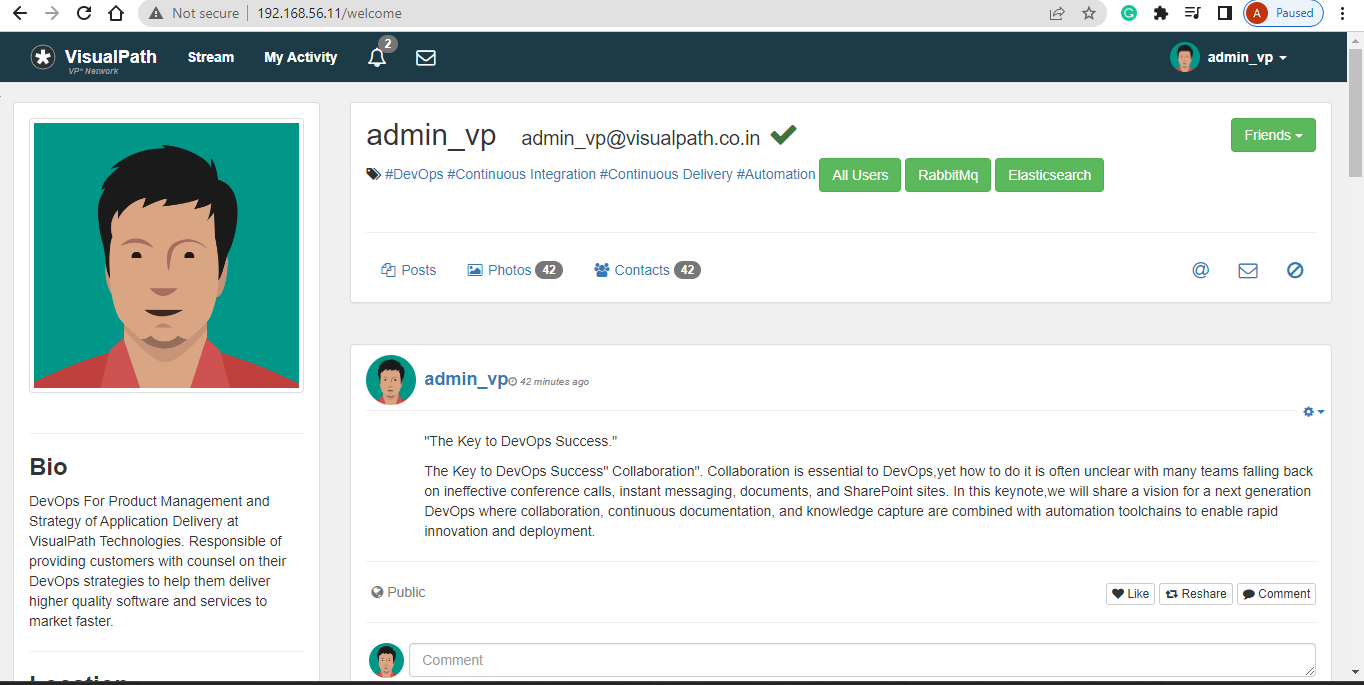 Not secure
192.168.56.11/welcome
G
A Paused
VisualPath
VP* Network
Stream
My Activity
2
admin_vp
admin_vp
admin_vp@visualpath.co.in
Friends
#DevOps #Continuous Integration #Continuous Delivery #Automation
All Users
RabbitMq
Elasticsearch
Posts
Photos 42
Contacts 42
@
admin_vp
42 minutes ago
"The Key to DevOps Success."
The Key to DevOps Success" Collaboration". Collaboration is essential to DevOps,yet how to do it is often unclear with many teams falling back
on ineffective conference calls, instant messaging, documents, and SharePoint sites. In this keynote,we will share a vision for a next generation
DevOps where collaboration, continuous documentation, and knowledge capture are combined with automation toolchains to enable rapid
innovation and deployment.
Public
Like
Reshare
Comment
Comment
Bio
DevOps For Product Management and
Strategy of Application Delivery at
VisualPath Technologies. Responsible of
providing customers with counsel on their
DevOps strategies to help them deliver
higher quality software and services to
market faster.
Location